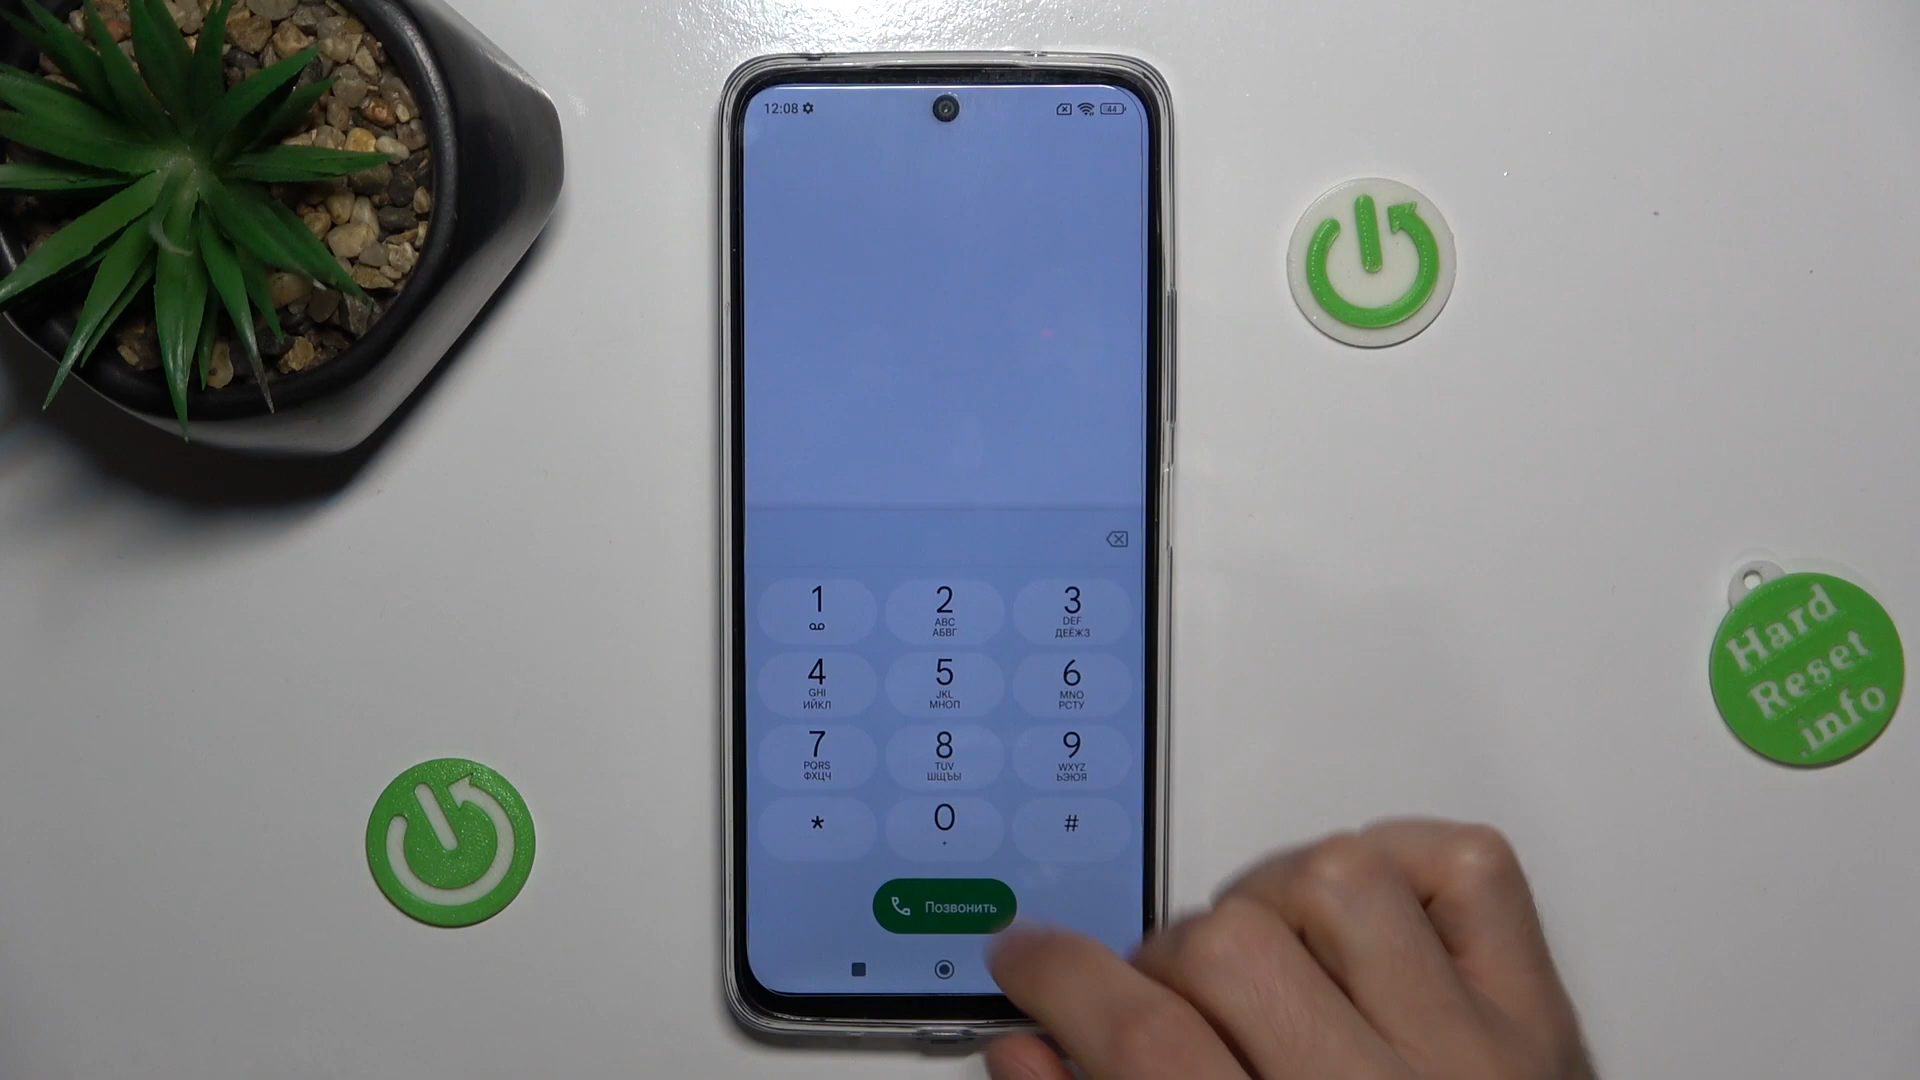 12:08
44
1
2
ABC
АБВГ
3
DEF
ДЕЁЖЗ
4
GHI
ИЙКЛ
5
JKL
МНОП
6
MNO
РСТУ
7
PQRS
ФХЦЧ
8
TUV
ШЩЪЫ
9
WXYZ
ЬЭЮЯ
*
0
+
#
Позвонить
Hard
Reset
.info